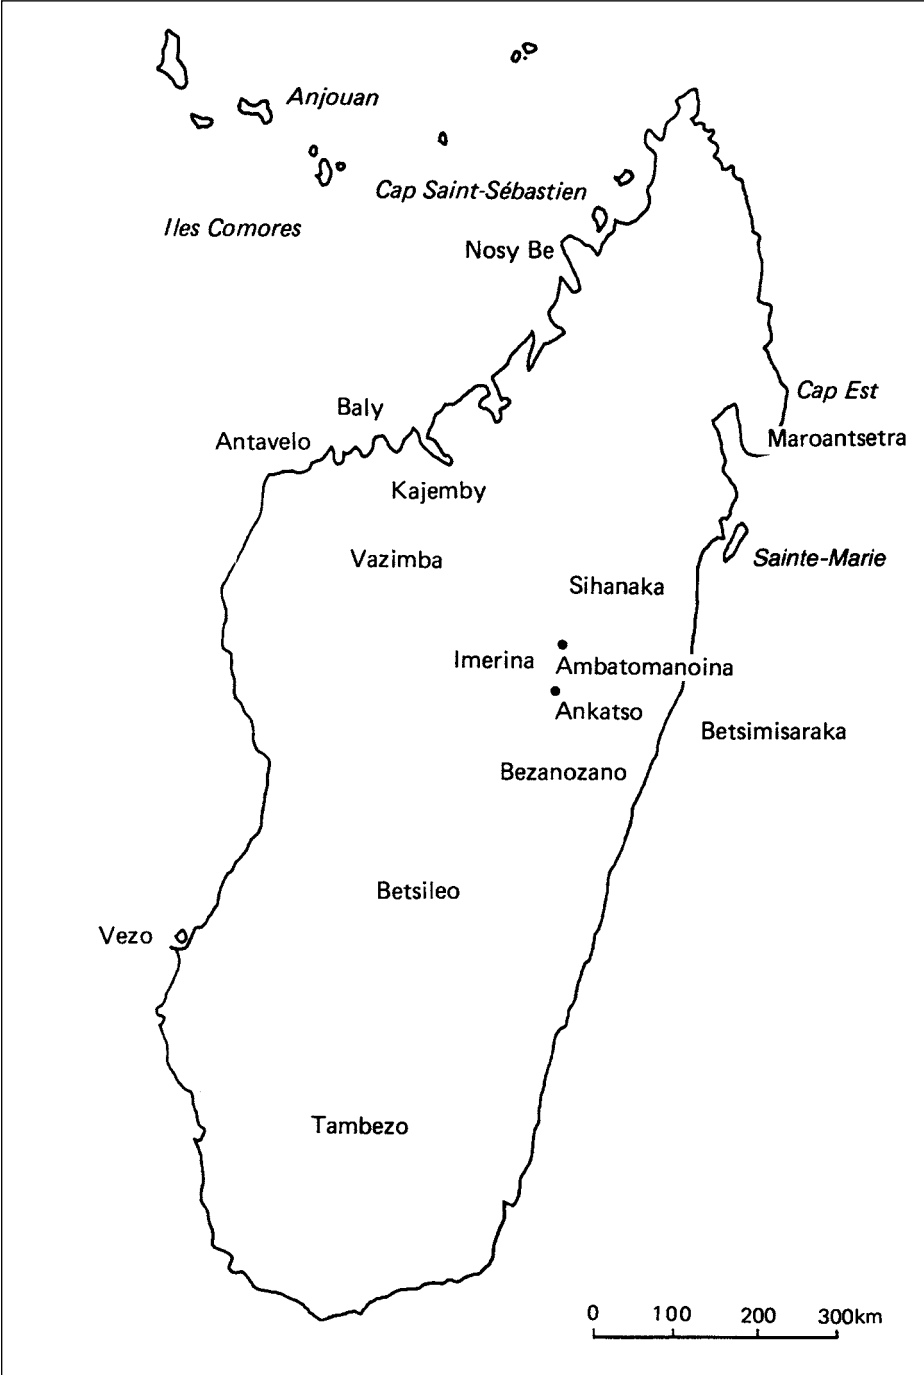 Anjouan
Cap Saint-Sébastien
Iles Comores
Nosy Be
Cap Est
Baly
Antavelo
Maroantsetra
Kajemby
Vazimba
Sainte-Marie
Sihanaka
Imerina
Ambatomanoina
Ankatso
Betsimisaraka
Bezanozano
Betsileo
Vezo
Tambezo
0 100 200 300km